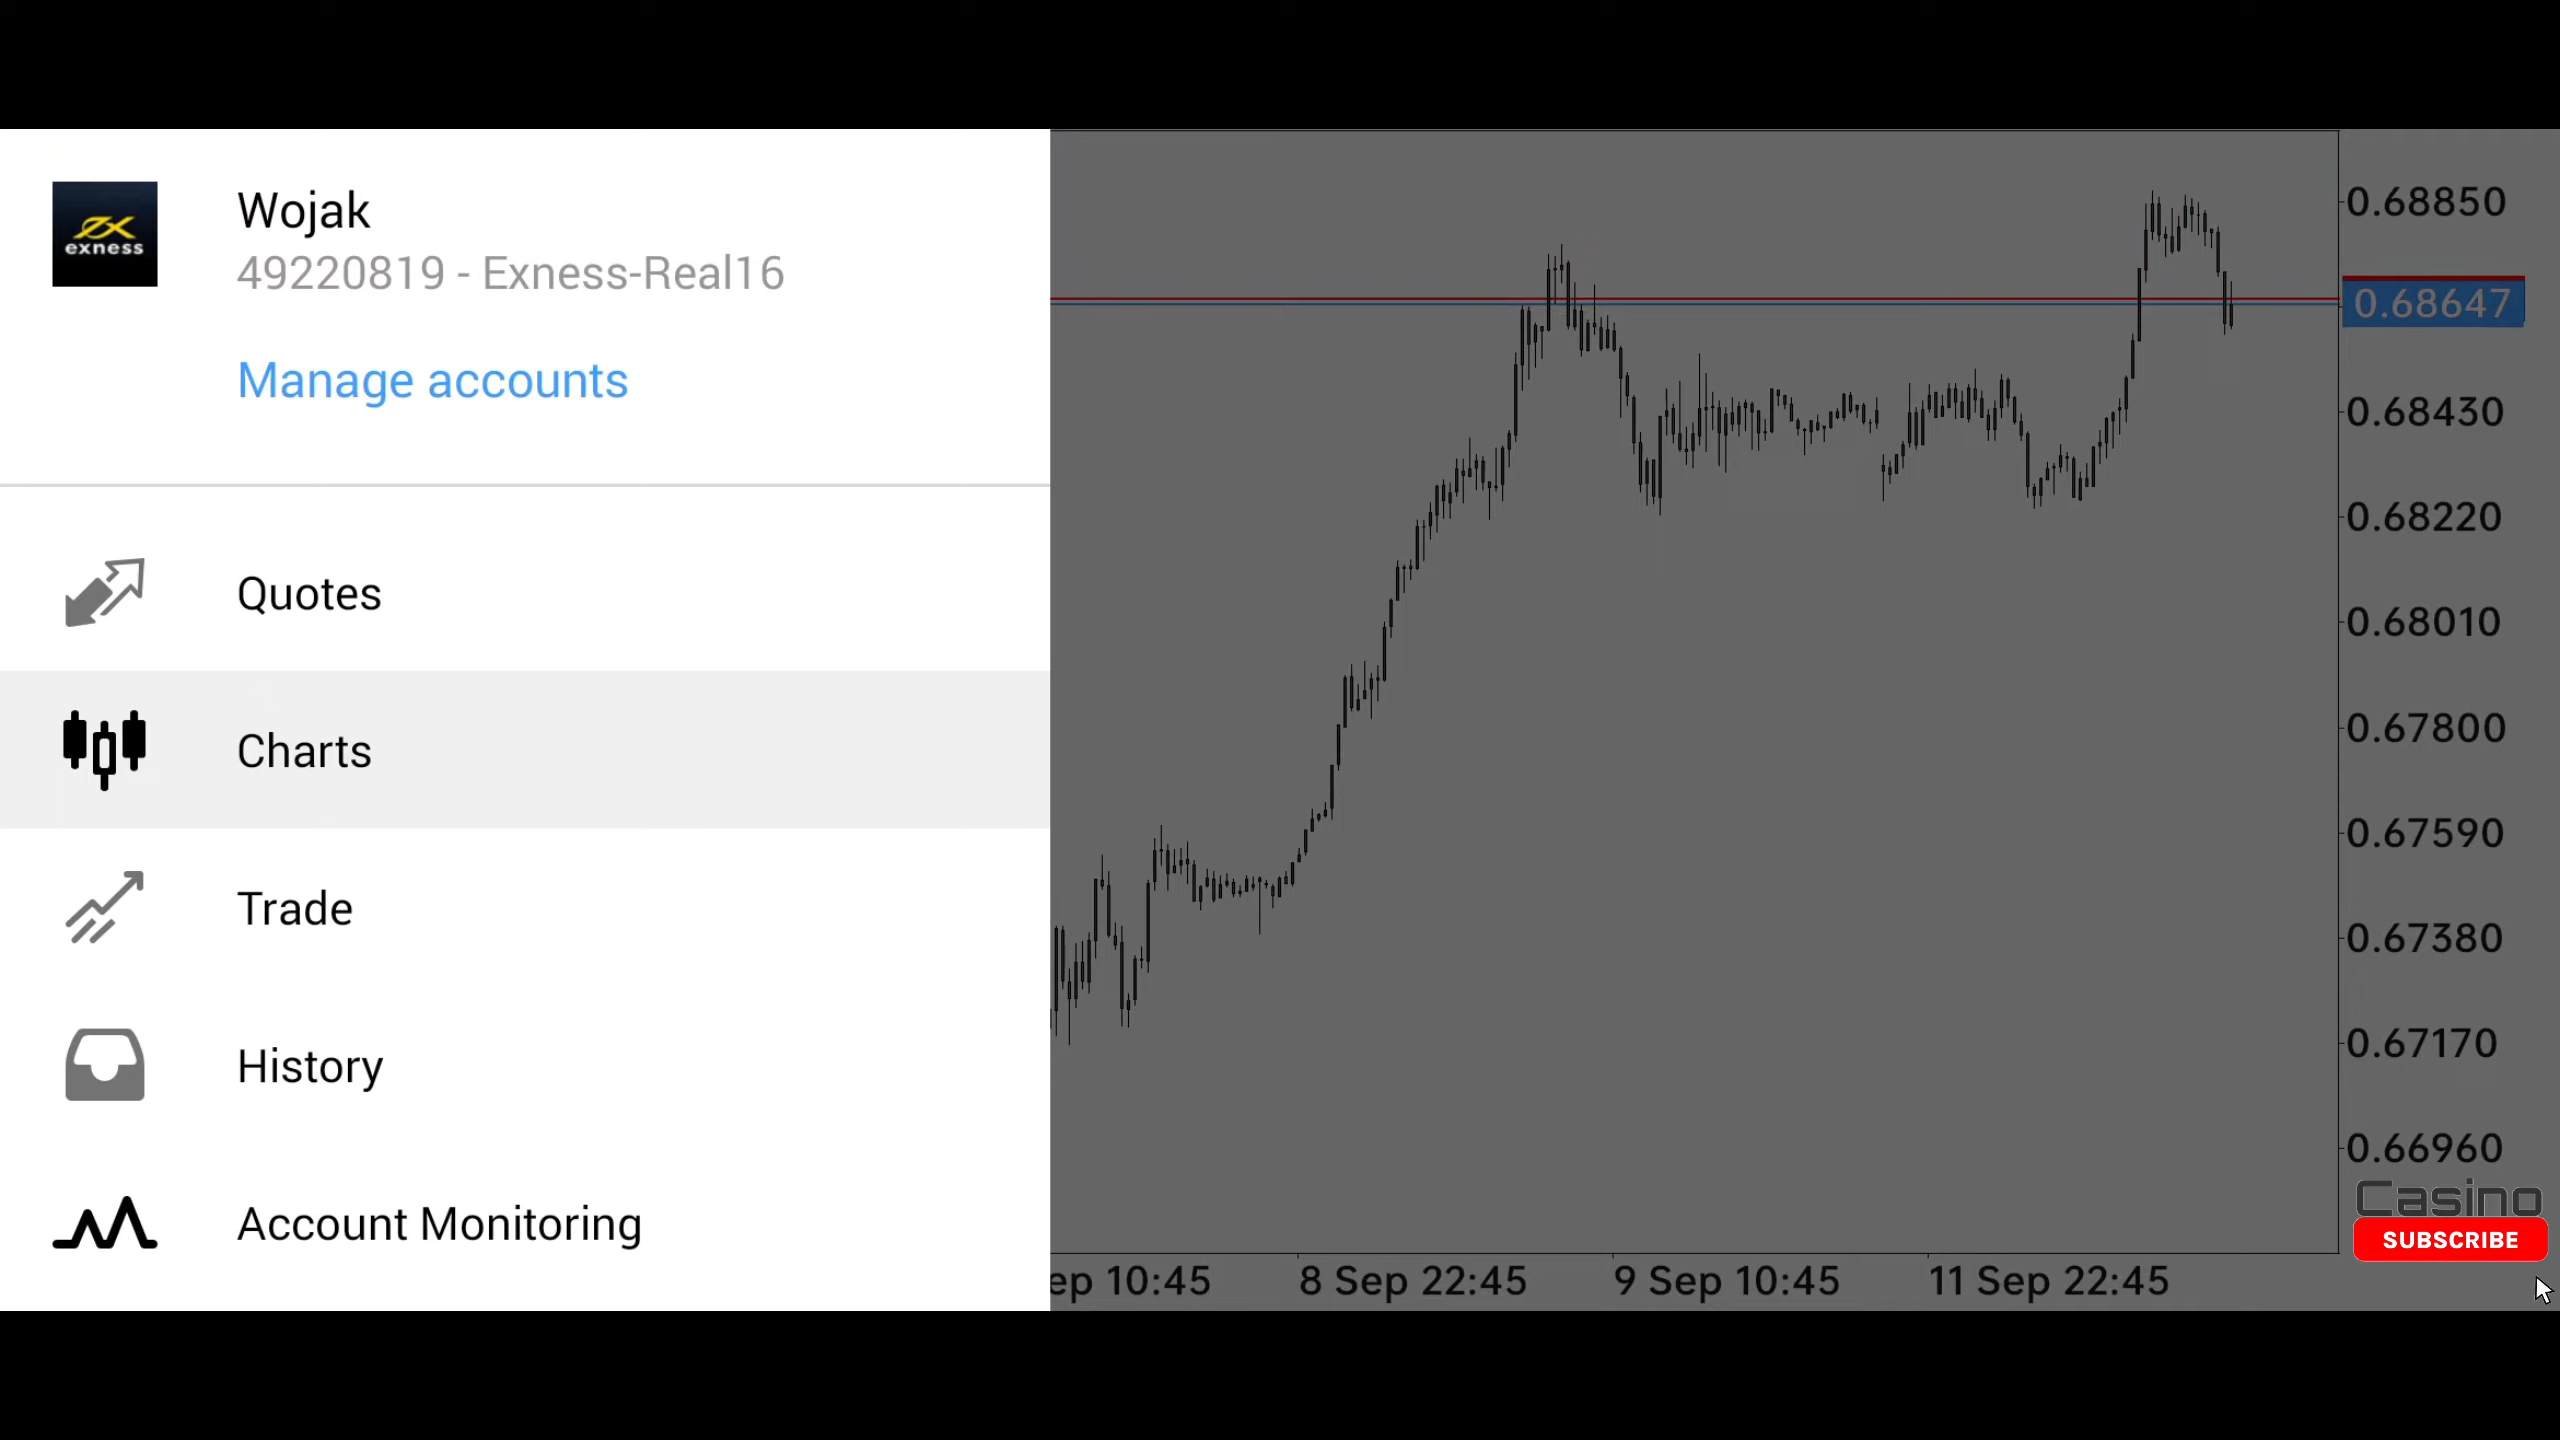 exness
Wojak
49220819 - Exness-Real16
Manage accounts
Quotes
Charts
Trade
History
Account Monitoring
0.68850
0.68647
0.68430
0.68220
0.68010
0.67800
0.67590
0.67380
0.67170
0.66960
Casino
SUBSCRIBE
ep 10:45
8 Sep 22:45
9 Sep 10:45
11 Sep 22:45